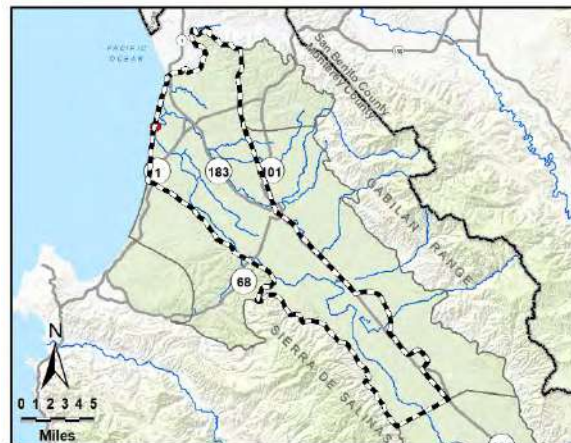 PACIFIC
OCEAN
1
San Benito County
Monterey County
183
101
1
GABILAN RANGE
68
SIERRA DE SALINAS
N
0 1 2 3 4 5
Miles